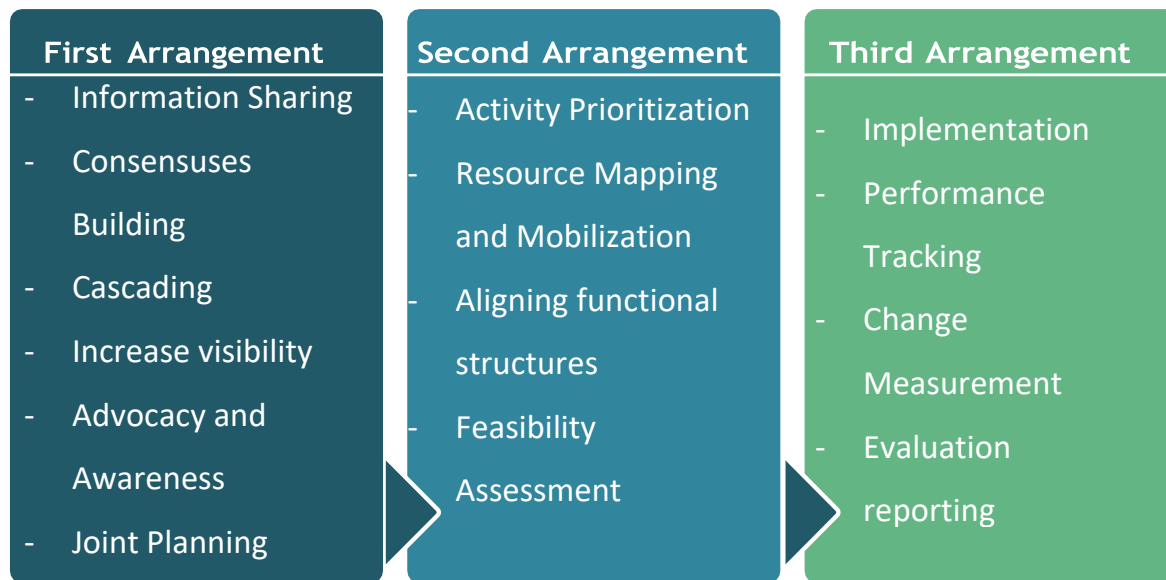 First Arrangement
- Information Sharing
- Consensuses
Building
- Cascading
- Increase visibility
- Advocacy and
Awareness
- Joint Planning
Second Arrangement
- Activity Prioritization
- Resource Mapping
and Mobilization
- Aligning functional
structures
- Feasibility
Assessment
Third Arrangement
- Implementation
- Performance
Tracking
- Change
Measurement
- Evaluation
reporting